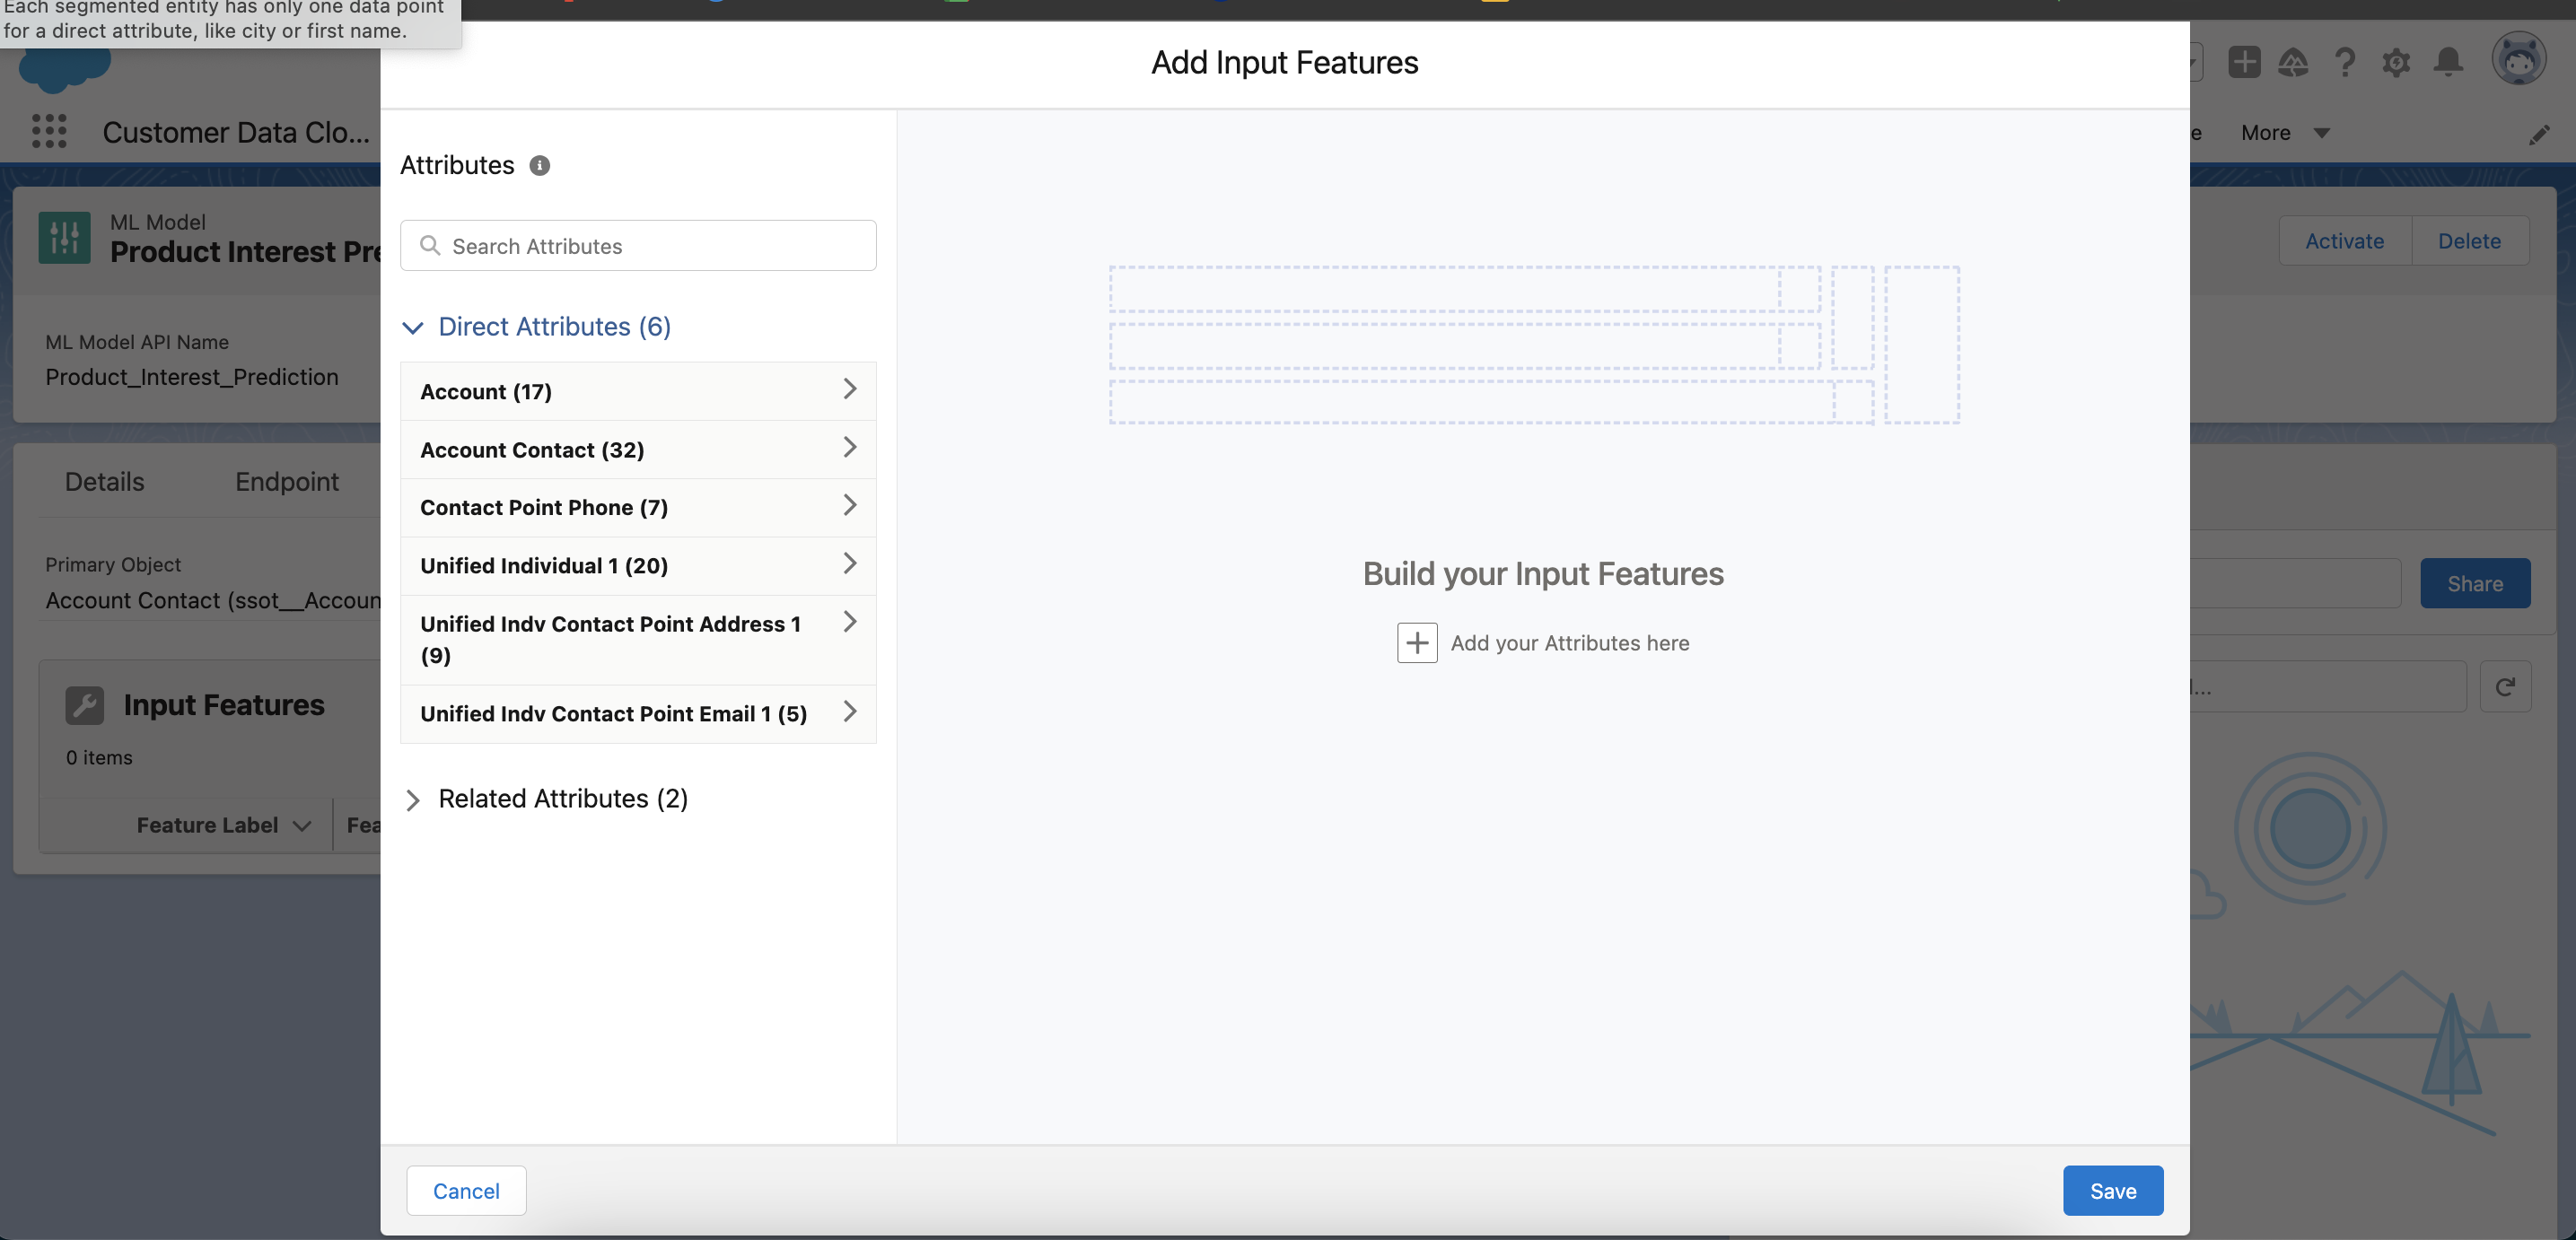 Each segmented entity has only one data point
for a direct attribute, like city or first name.
Add Input Features
Customer Data Clo...
e
More
Attributes
Search Attributes
ML Model
Product Interest Pre
Activate
Delete
Direct Attributes (6)
ML Model API Name
Product_Interest_Prediction
Account (17)
Account Contact (32)
Details
Endpoint
Contact Point Phone (7)
Primary Object
Account Contact (ssot__Accoun
Unified Individual 1 (20)
Build your Input Features
Share
Unified Indv Contact Point Address 1
(9)
Add your Attributes here
Input Features
0 items
Unified Indv Contact Point Email 1 (5)
...
Related Attributes (2)
Feature Label
Fea
Cancel
Save